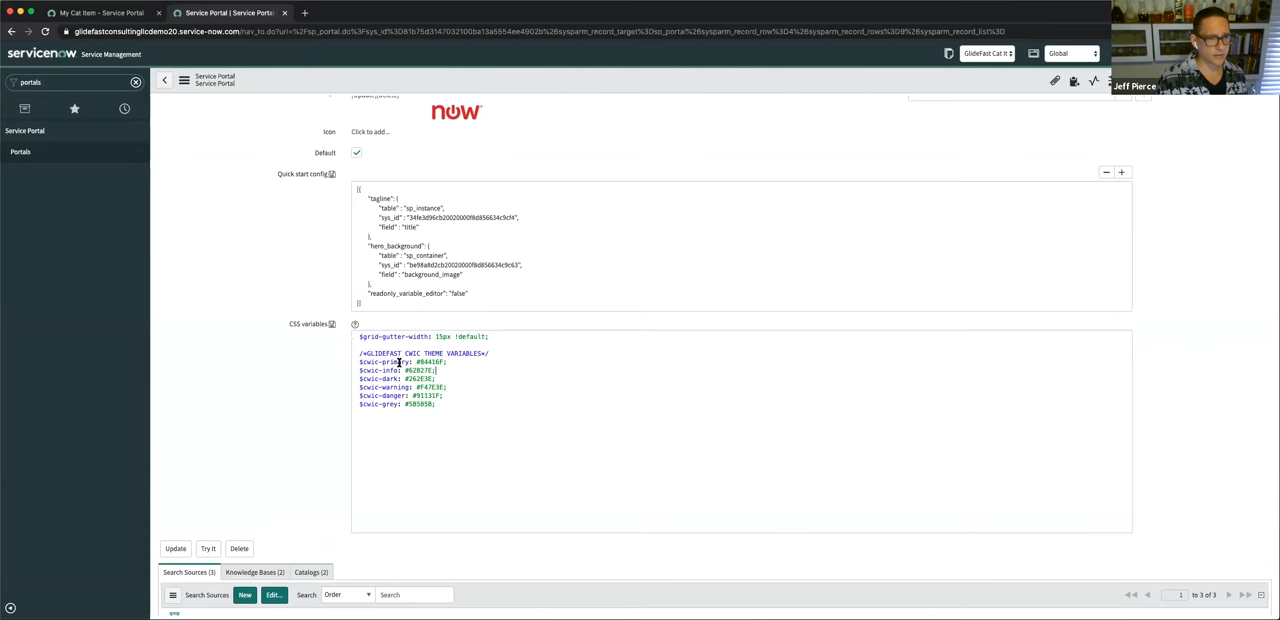 My Cat Item - Service Portal
Service Portal | Service Portal
glidefastconsultingllcdemo20.service-now.com/nav_to.do?uri=%2Fsp_portal.do%3Fsys_id%3D81b75d3147032100ba13a5554ee4902b%26sysparm_record_target%3Dsp_portal%26sysparm_record_row%3D4%26sysparm_record_rows%3D9%26sysparm_record_list%3D
servicenow Service Management
GlideFast Cat It
Global
Jeff Pierce
portals
Service Portal
Service Portal
Service Portal
Portals
now
Icon
Click to add...
Default
Quick start config
[{
"tagline": {
"table" : "sp_instance",
"sys_id" : "34fe3d96cb20020000f8d856634c9cf4",
"field" : "title"
},
"hero_background": {
"table" : "sp_container",
"sys_id" : "be98a8d2cb20020000f8d856634c9c63",
"field" : "background_image"
},
"readonly_variable_editor": "false"
}]
CSS variables
$grid-gutter-width: 15px !default;
/*GLIDEFAST CWIC THEME VARIABLES*/
$cwic-primary: #84416F;
$cwic-info: #62B27E;
$cwic-dark: #262E3E;
$cwic-warning: #F47E3E;
$cwic-danger: #91131F;
$cwic-grey: #5B5B5B;
Update
Try It
Delete
Search Sources (3)
Knowledge Bases (2)
Catalogs (2)
Search Sources
New
Edit...
Search
Order
Search
1
to 3 of 3